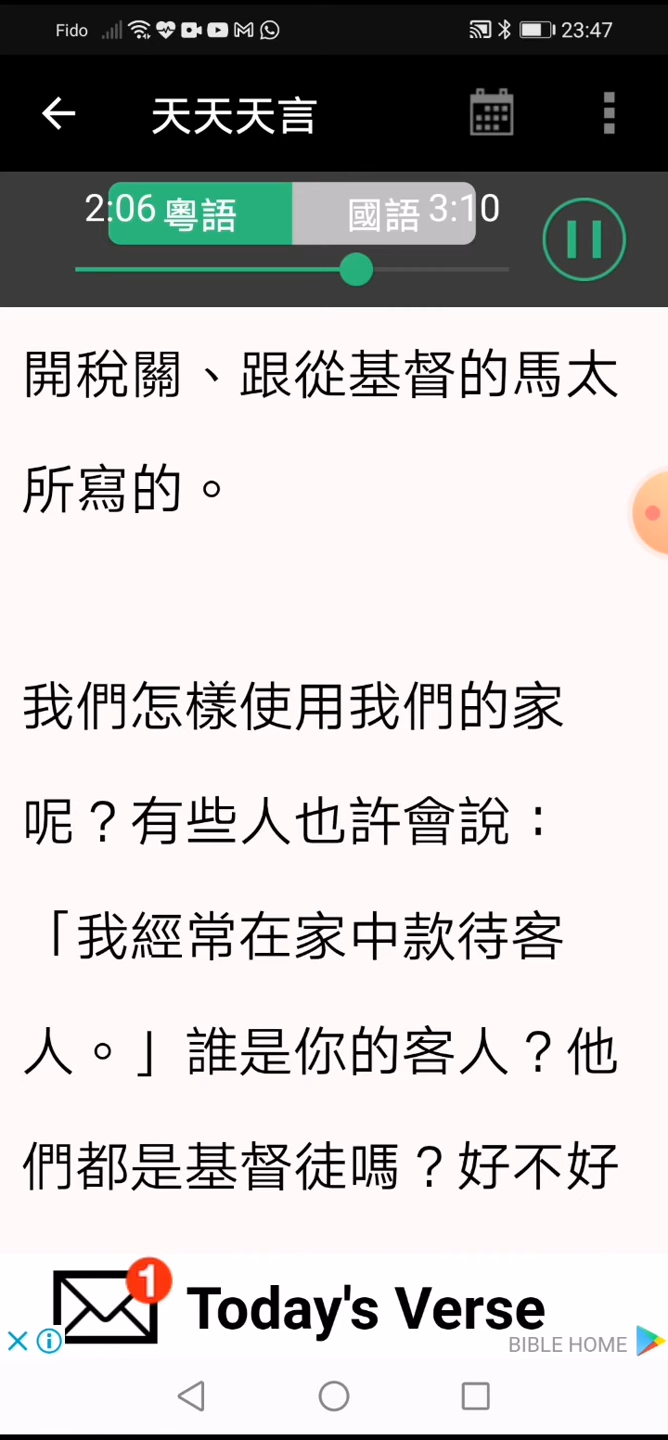 Fido 23:47
天天天言
2:06 粵語 國語 3:10
開稅關、跟從基督的馬太
所寫的。
我們怎樣使用我們的家
呢？有些人也許會說：
「我經常在家中款待客
人。」誰是你的客人？他
們都是基督徒嗎？好不好
1 Today's Verse
BIBLE HOME